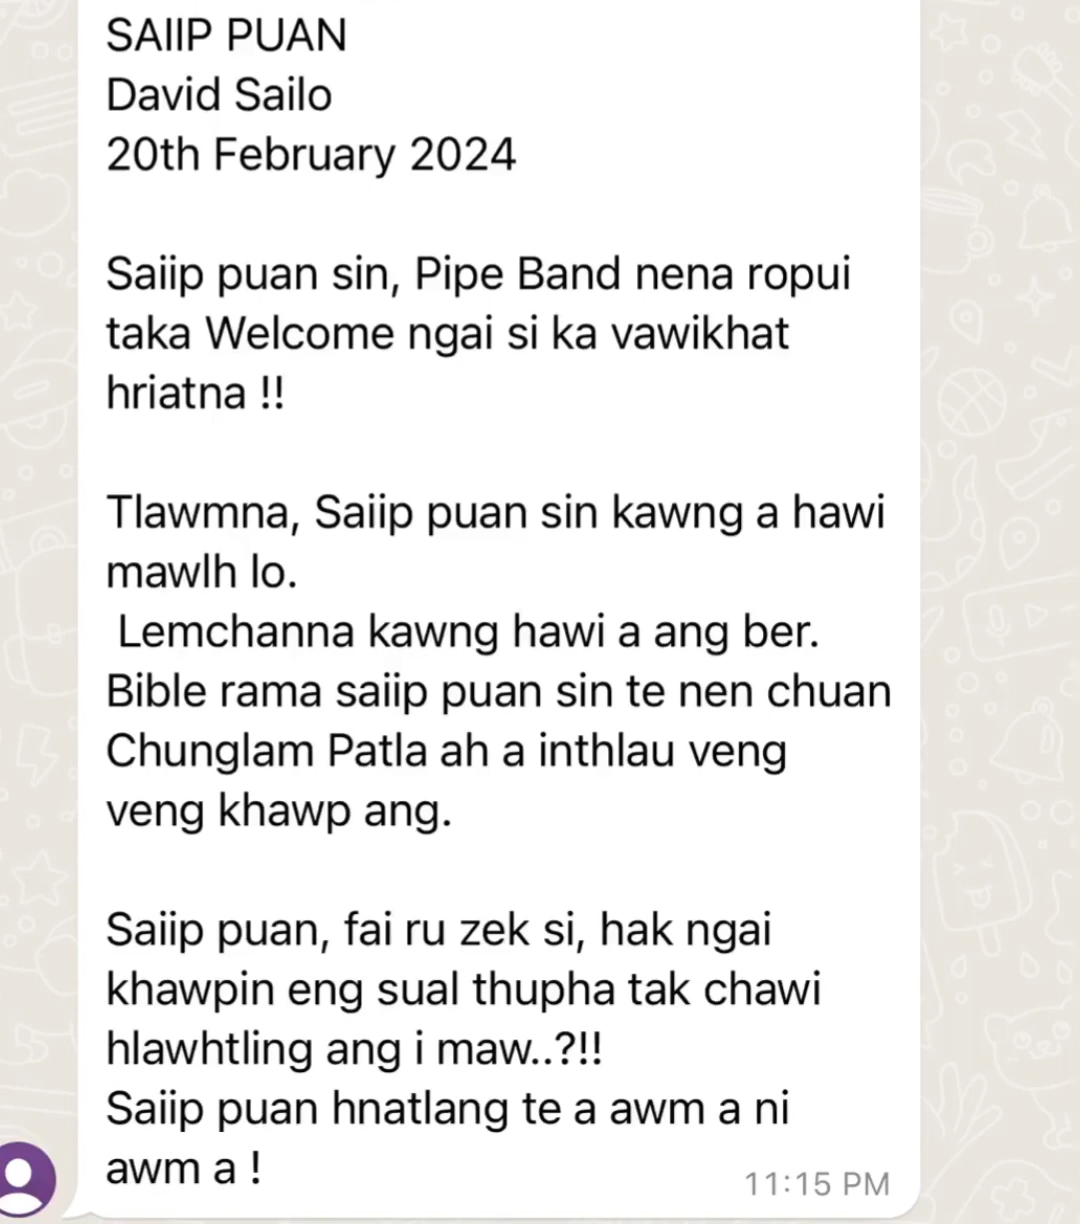 SAIIP PUAN
David Sailo
20th February 2024
Saiip puan sin, Pipe Band nena ropui
taka Welcome ngai si ka vawikhat
hriatna !!
Tlawmna, Saiip puan sin kawng a hawi
mawlh lo.
Lemchanna kawng hawi a ang ber.
Bible rama saiip puan sin te nen chuan
Chunglam Patla ah a inthlau veng
veng khawp ang.
Saiip puan, fai ru zek si, hak ngai
khawpin eng sual thupha tak chawi
hlawhtling ang i maw..?!!
Saiip puan hnatlang te a awm a ni
awm a !
11:15 PM